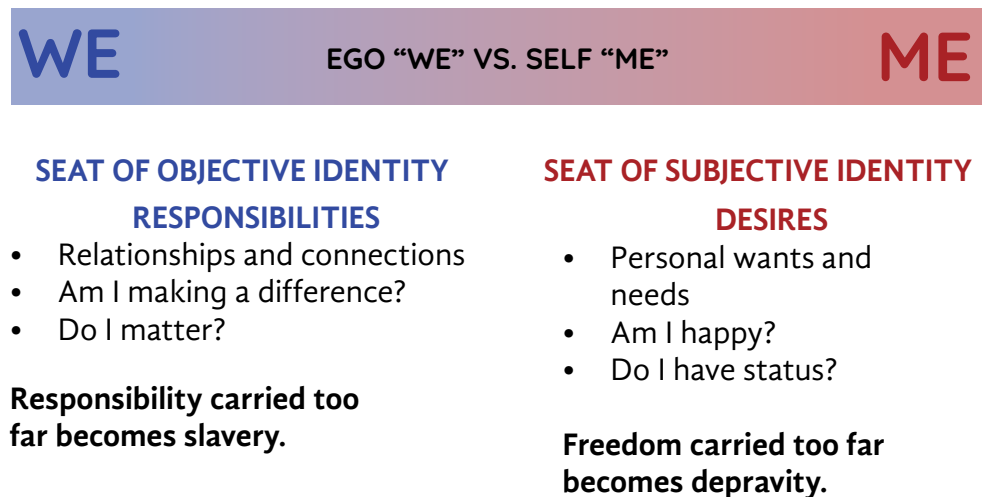 WE
EGO “WE” VS. SELF “ME”
ME
SEAT OF OBJECTIVE IDENTITY
RESPONSIBILITIES
• Relationships and connections
• Am I making a difference?
• Do I matter?
Responsibility carried too
far becomes slavery.
SEAT OF SUBJECTIVE IDENTITY
DESIRES
• Personal wants and
needs
• Am I happy?
• Do I have status?
Freedom carried too far
becomes depravity.